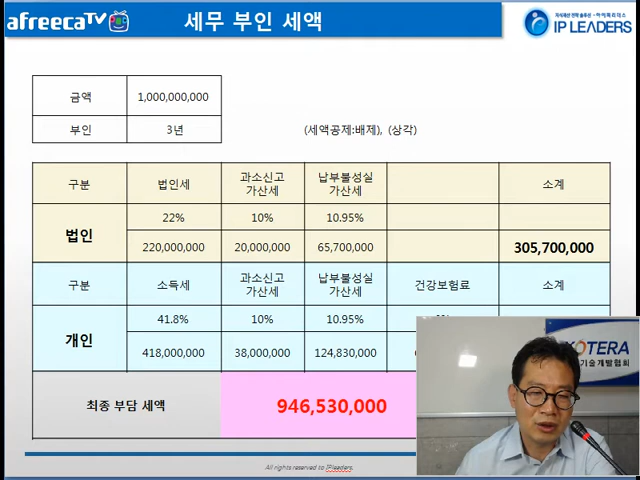 afreecaTV
세무 부인 세액
지식재산 전략 솔루션 - 아이피리더스
IP LEADERS
금액 1,000,000,000
부인 3년 (세액공제:배제), (상각)
구분 법인세 과소신고 가산세 납부불성실 가산세 소계
법인 22% 10% 10.95%
220,000,000 20,000,000 65,700,000 305,700,000
구분 소득세 과소신고 가산세 납부불성실 가산세 건강보험료 소계
개인 41.8% 10% 10.95%
418,000,000 38,000,000 124,830,000
최종 부담 세액 946,530,000
OTERA
기술개발협회
All rights reserved to IPleaders.